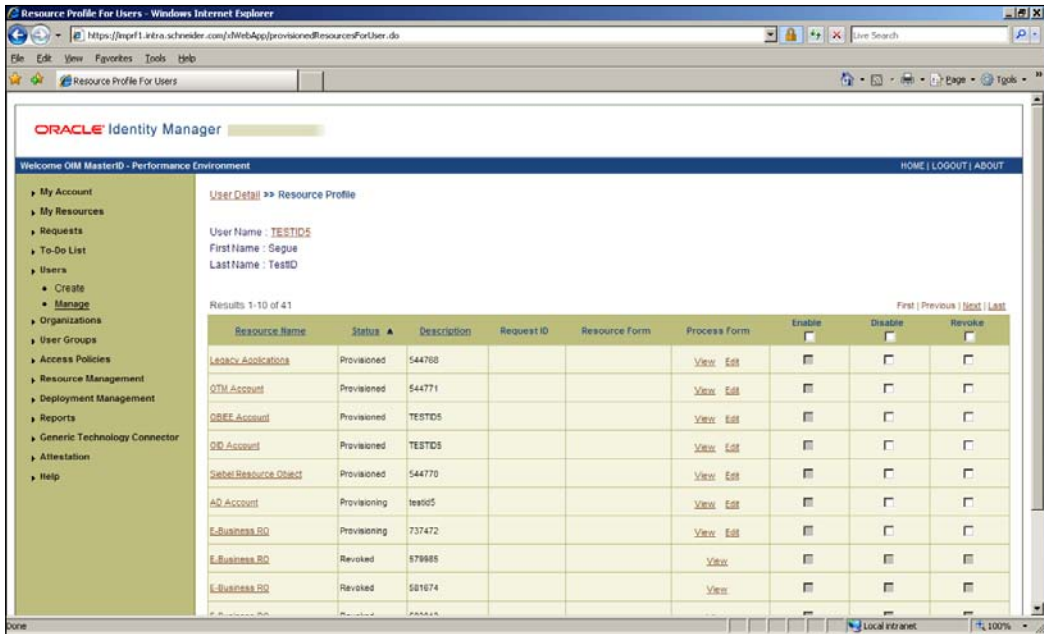 Resource Profile For Users - Windows Internet Explorer
https://imprf1.intra.schneider.com/xlWebApp/provisionedResourcesForUser.do
Live Search
File Edit View Favorites Tools Help
Resource Profile For Users
Page Tools
ORACLE Identity Manager
Welcome OIM MasterID - Performance Environment
HOME | LOGOUT | ABOUT
My Account
My Resources
Requests
To-Do List
Users
Create
Manage
Organizations
User Groups
Access Policies
Resource Management
Deployment Management
Reports
Generic Technology Connector
Attestation
Help
User Detail >> Resource Profile
User Name : TESTID5
First Name : Segue
Last Name : TestID
Results 1-10 of 41
First | Previous | Next | Last
Resource Name Status Description Request ID Resource Form Process Form Enable Disable Revoke
Legacy Applications Provisioned 544768 View Edit
OTM Account Provisioned 544771 View Edit
OBEE Account Provisioned TESTID5 View Edit
OID Account Provisioned TESTID5 View Edit
Siebel Resource Object Provisioned 544770 View Edit
AD Account Provisioning testid5 View Edit
E-Business RO Provisioning 737472 View Edit
E-Business RO Revoked 579985 View
E-Business RO Revoked 581674 View
Done
Local intranet
100%